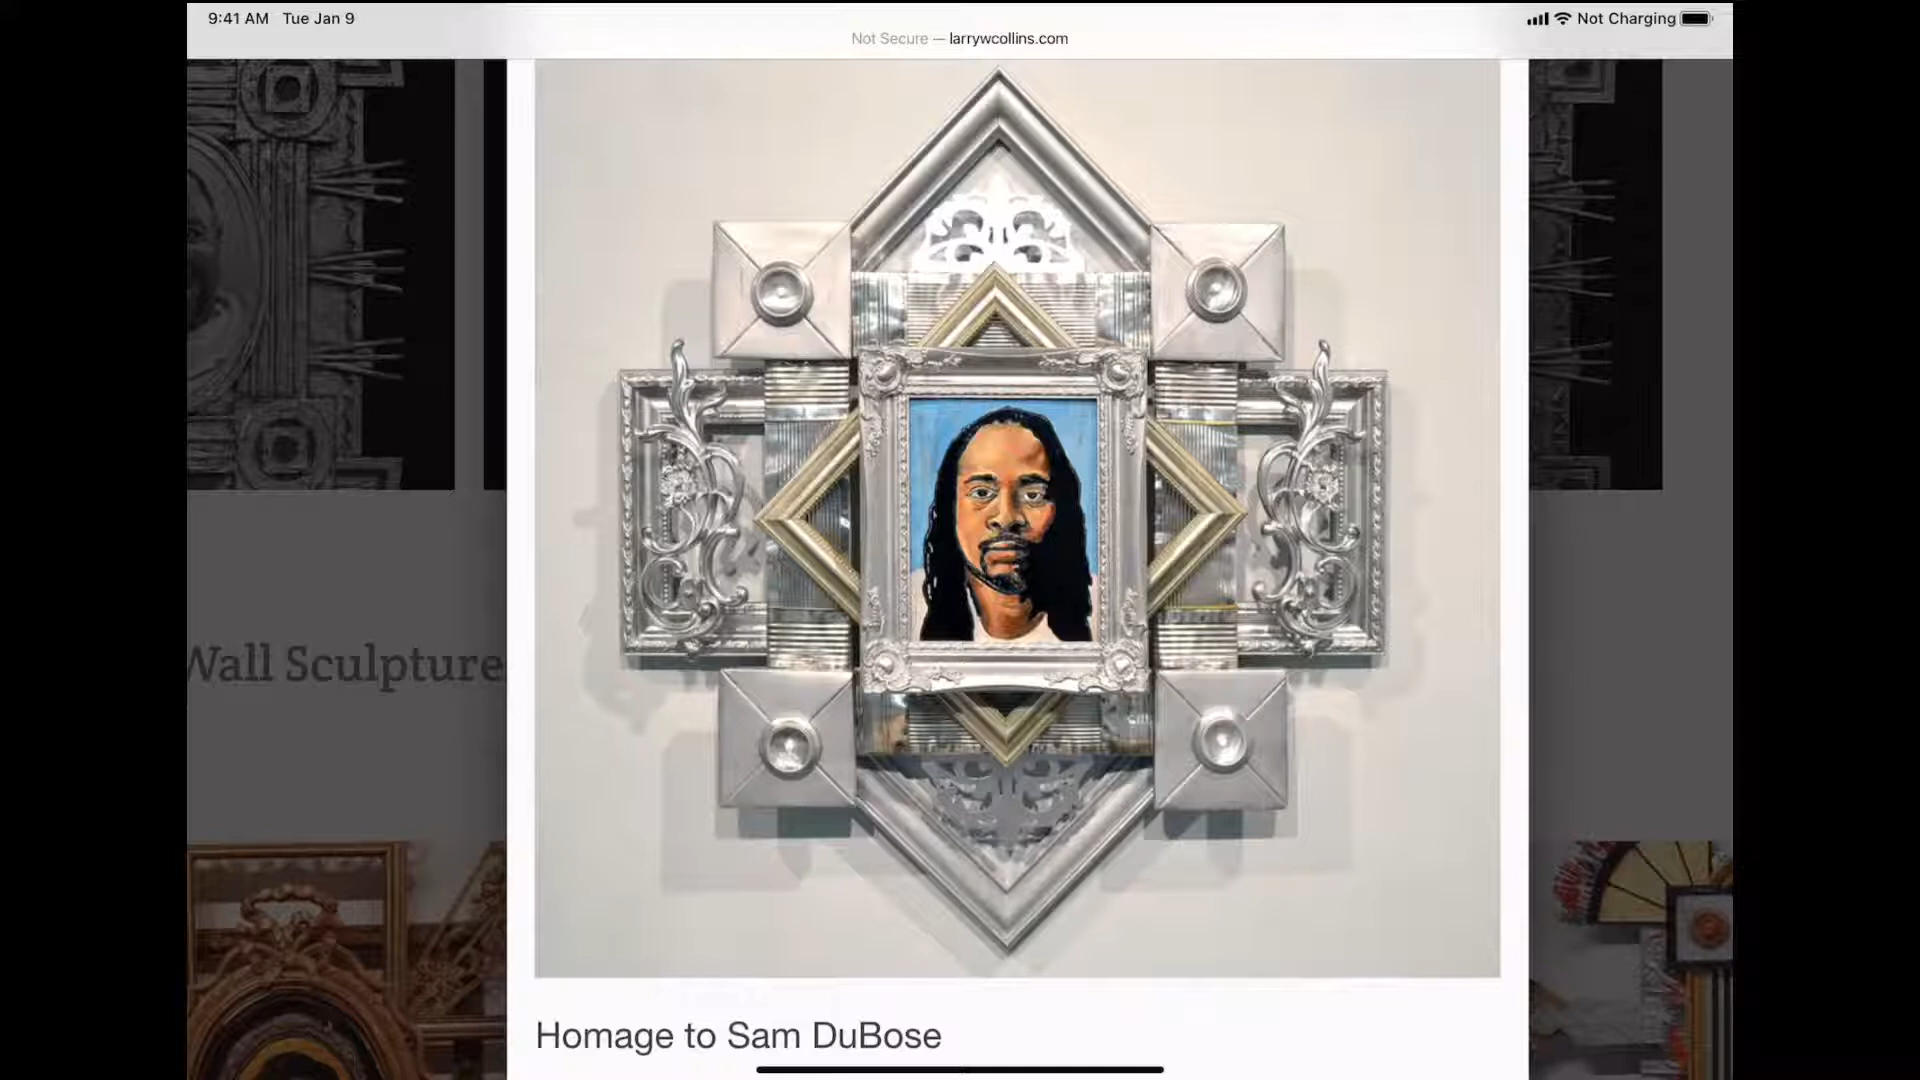 9:41 AM Tue Jan 9
Not Charging
Not Secure — larrywcollins.com
Wall Sculpture
Homage to Sam DuBose